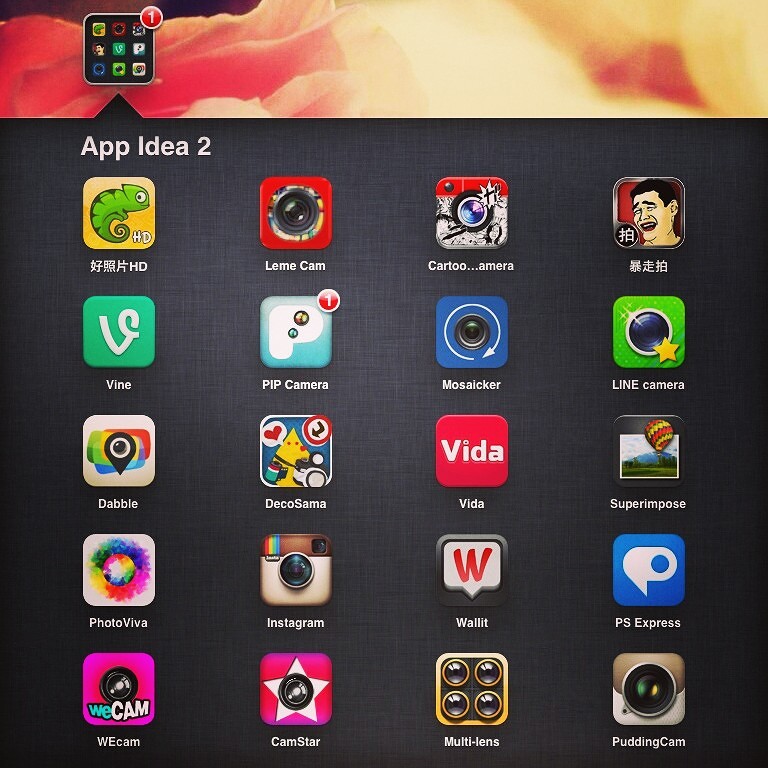 1
App Idea 2
HD
拍
好照片HD
Leme Cam
Cartoo...amera
暴走拍
1
Vine
PIP Camera
Mosaicker
LINE camera
Vida
Dabble
DecoSama
Vida
Superimpose
Insta
W
PhotoViva
Instagram
Wallit
PS Express
weCAM
WEcam
CamStar
Multi-lens
PuddingCam